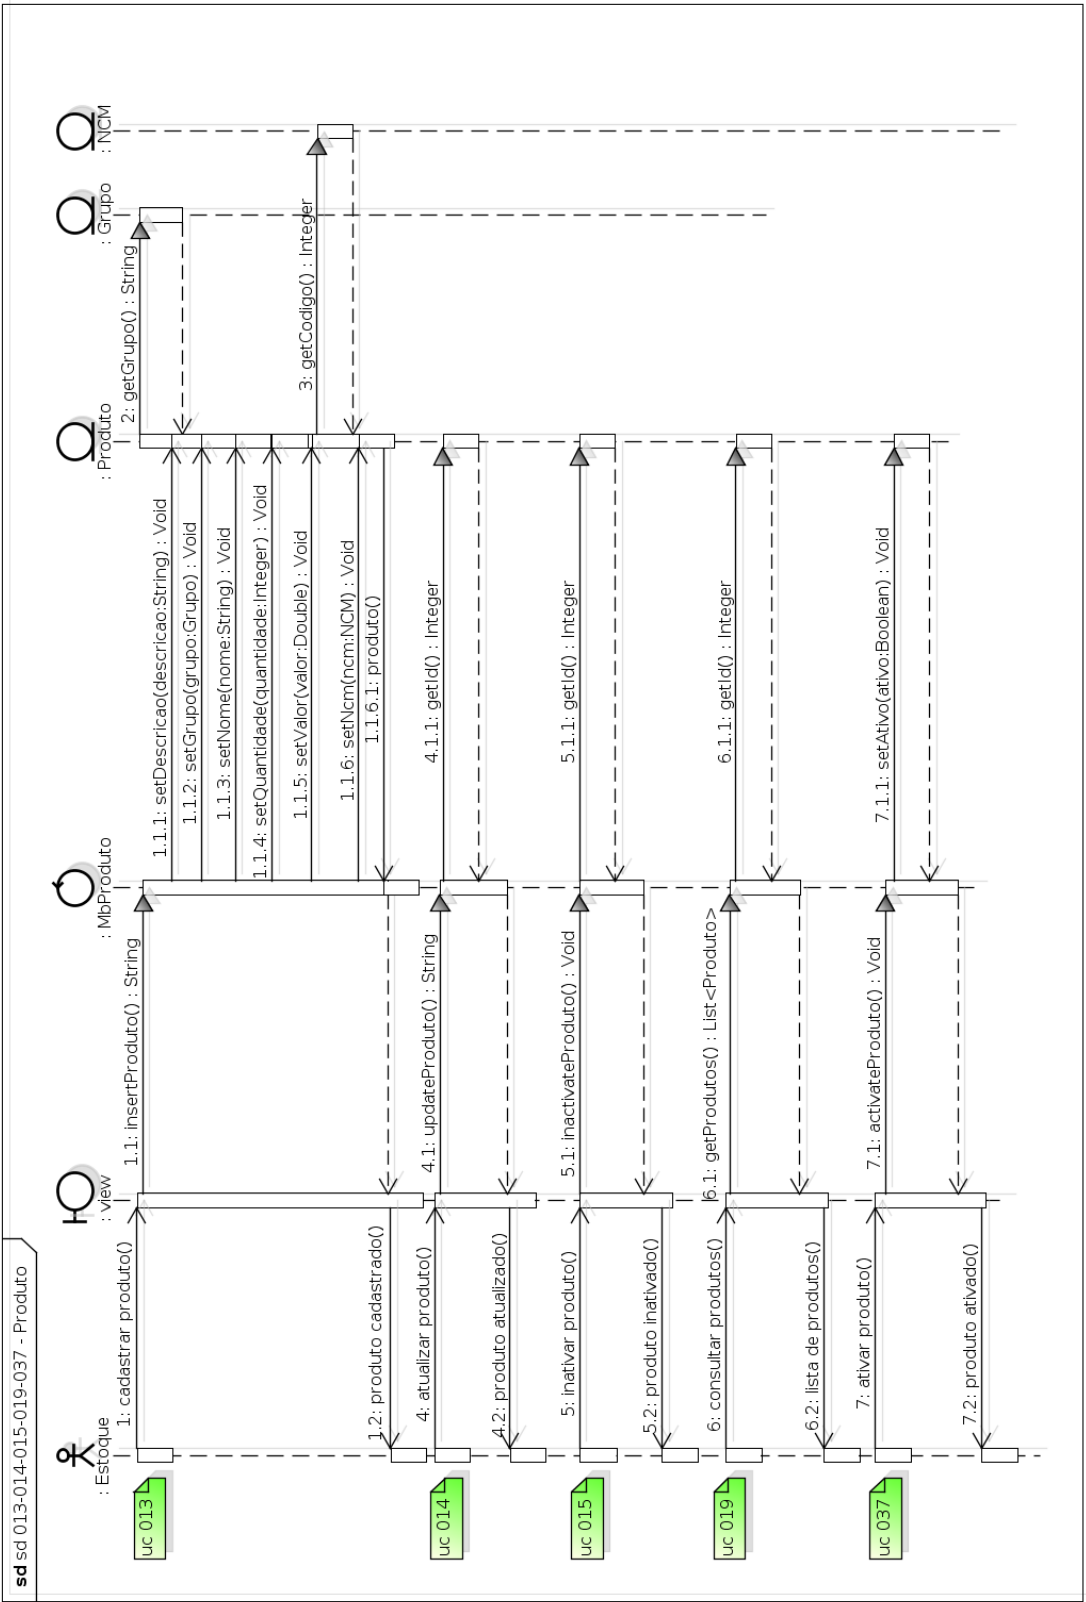 sd sd 013-014-015-019-037 - Produto
: Estoque
: view
: MbProduto
: Produto
: Grupo
: NCM
uc 013
1: cadastrar produto()
1.1: insertProduto() : String
2: getGrupo() : String
1.1.1: setDescricao(descricao:String) : Void
1.1.2: setGrupo(grupo:Grupo) : Void
1.1.3: setNome(nome:String) : Void
1.1.4: setQuantidade(quantidade:Integer) : Void
1.1.5: setValor(valor:Double) : Void
3: getCodigo() : Integer
1.1.6: setNcm(ncm:NCM) : Void
1.1.6.1: produto()
1.2: produto cadastrado()
uc 014
4: atualizar produto()
4.1: updateProduto() : String
4.1.1: getId() : Integer
4.2: produto atualizado()
uc 015
5: inativar produto()
5.1: inactivateProduto() : Void
5.1.1: getId() : Integer
5.2: produto inativado()
uc 019
6: consultar produtos()
6.1: getProdutos() : List<Produto>
6.1.1: getId() : Integer
6.2: lista de produtos()
uc 037
7: ativar produto()
7.1: activateProduto() : Void
7.1.1: setAtivo(ativo:Boolean) : Void
7.2: produto ativado()